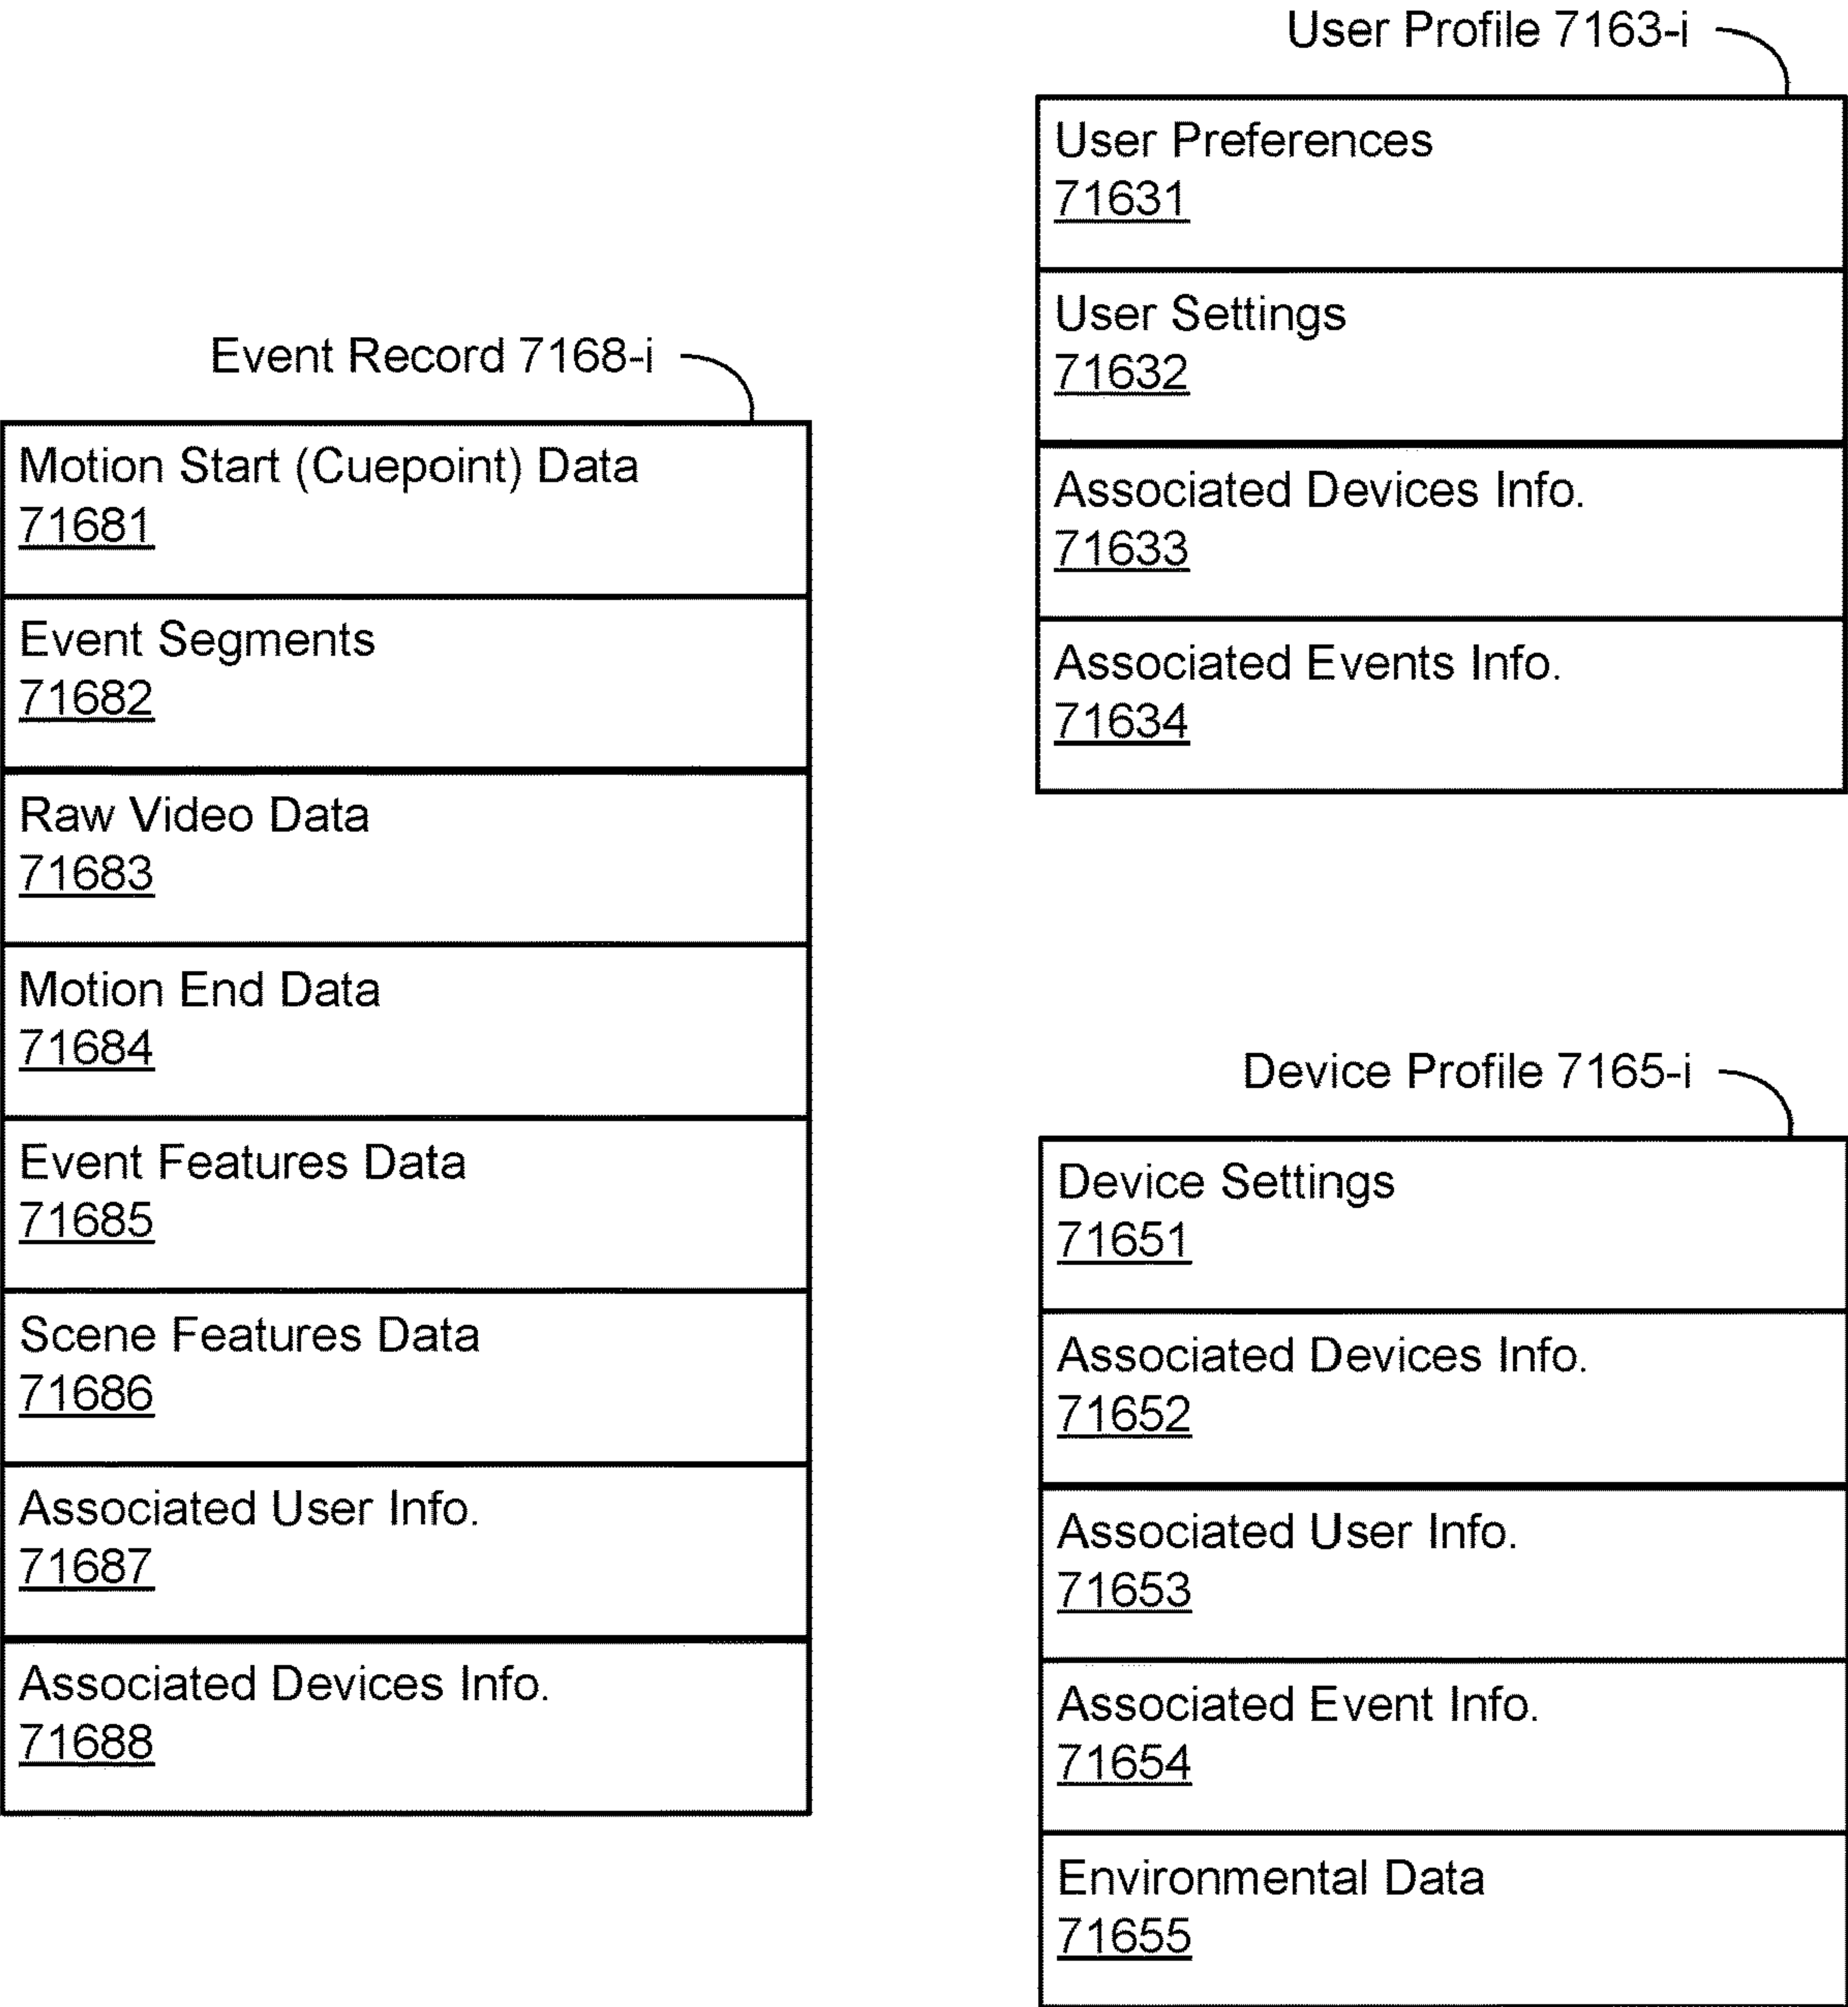 Event Record 7168-i
Motion Start (Cuepoint) Data
71681
Event Segments
71682
Raw Video Data
71683
Motion End Data
71684
Event Features Data
71685
Scene Features Data
71686
Associated User Info.
71687
Associated Devices Info.
71688
User Profile 7163-i
User Preferences
71631
User Settings
71632
Associated Devices Info.
71633
Associated Events Info.
71634
Device Profile 7165-i
Device Settings
71651
Associated Devices Info.
71652
Associated User Info.
71653
Associated Event Info.
71654
Environmental Data
71655